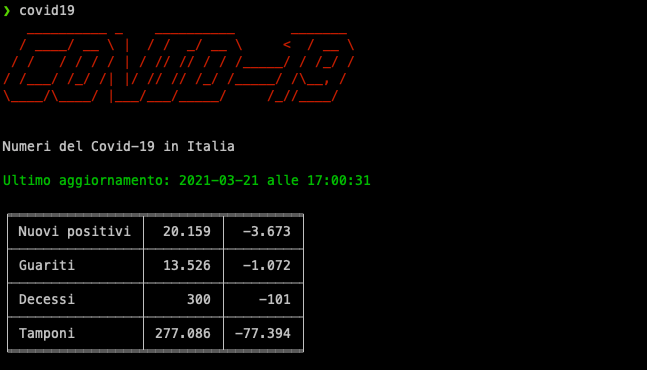 ❯ covid19
COVID-19
Numeri del Covid-19 in Italia
Ultimo aggiornamento: 2021-03-21 alle 17:00:31
Nuovi positivi 20.159 -3.673
Guariti 13.526 -1.072
Decessi 300 -101
Tamponi 277.086 -77.394